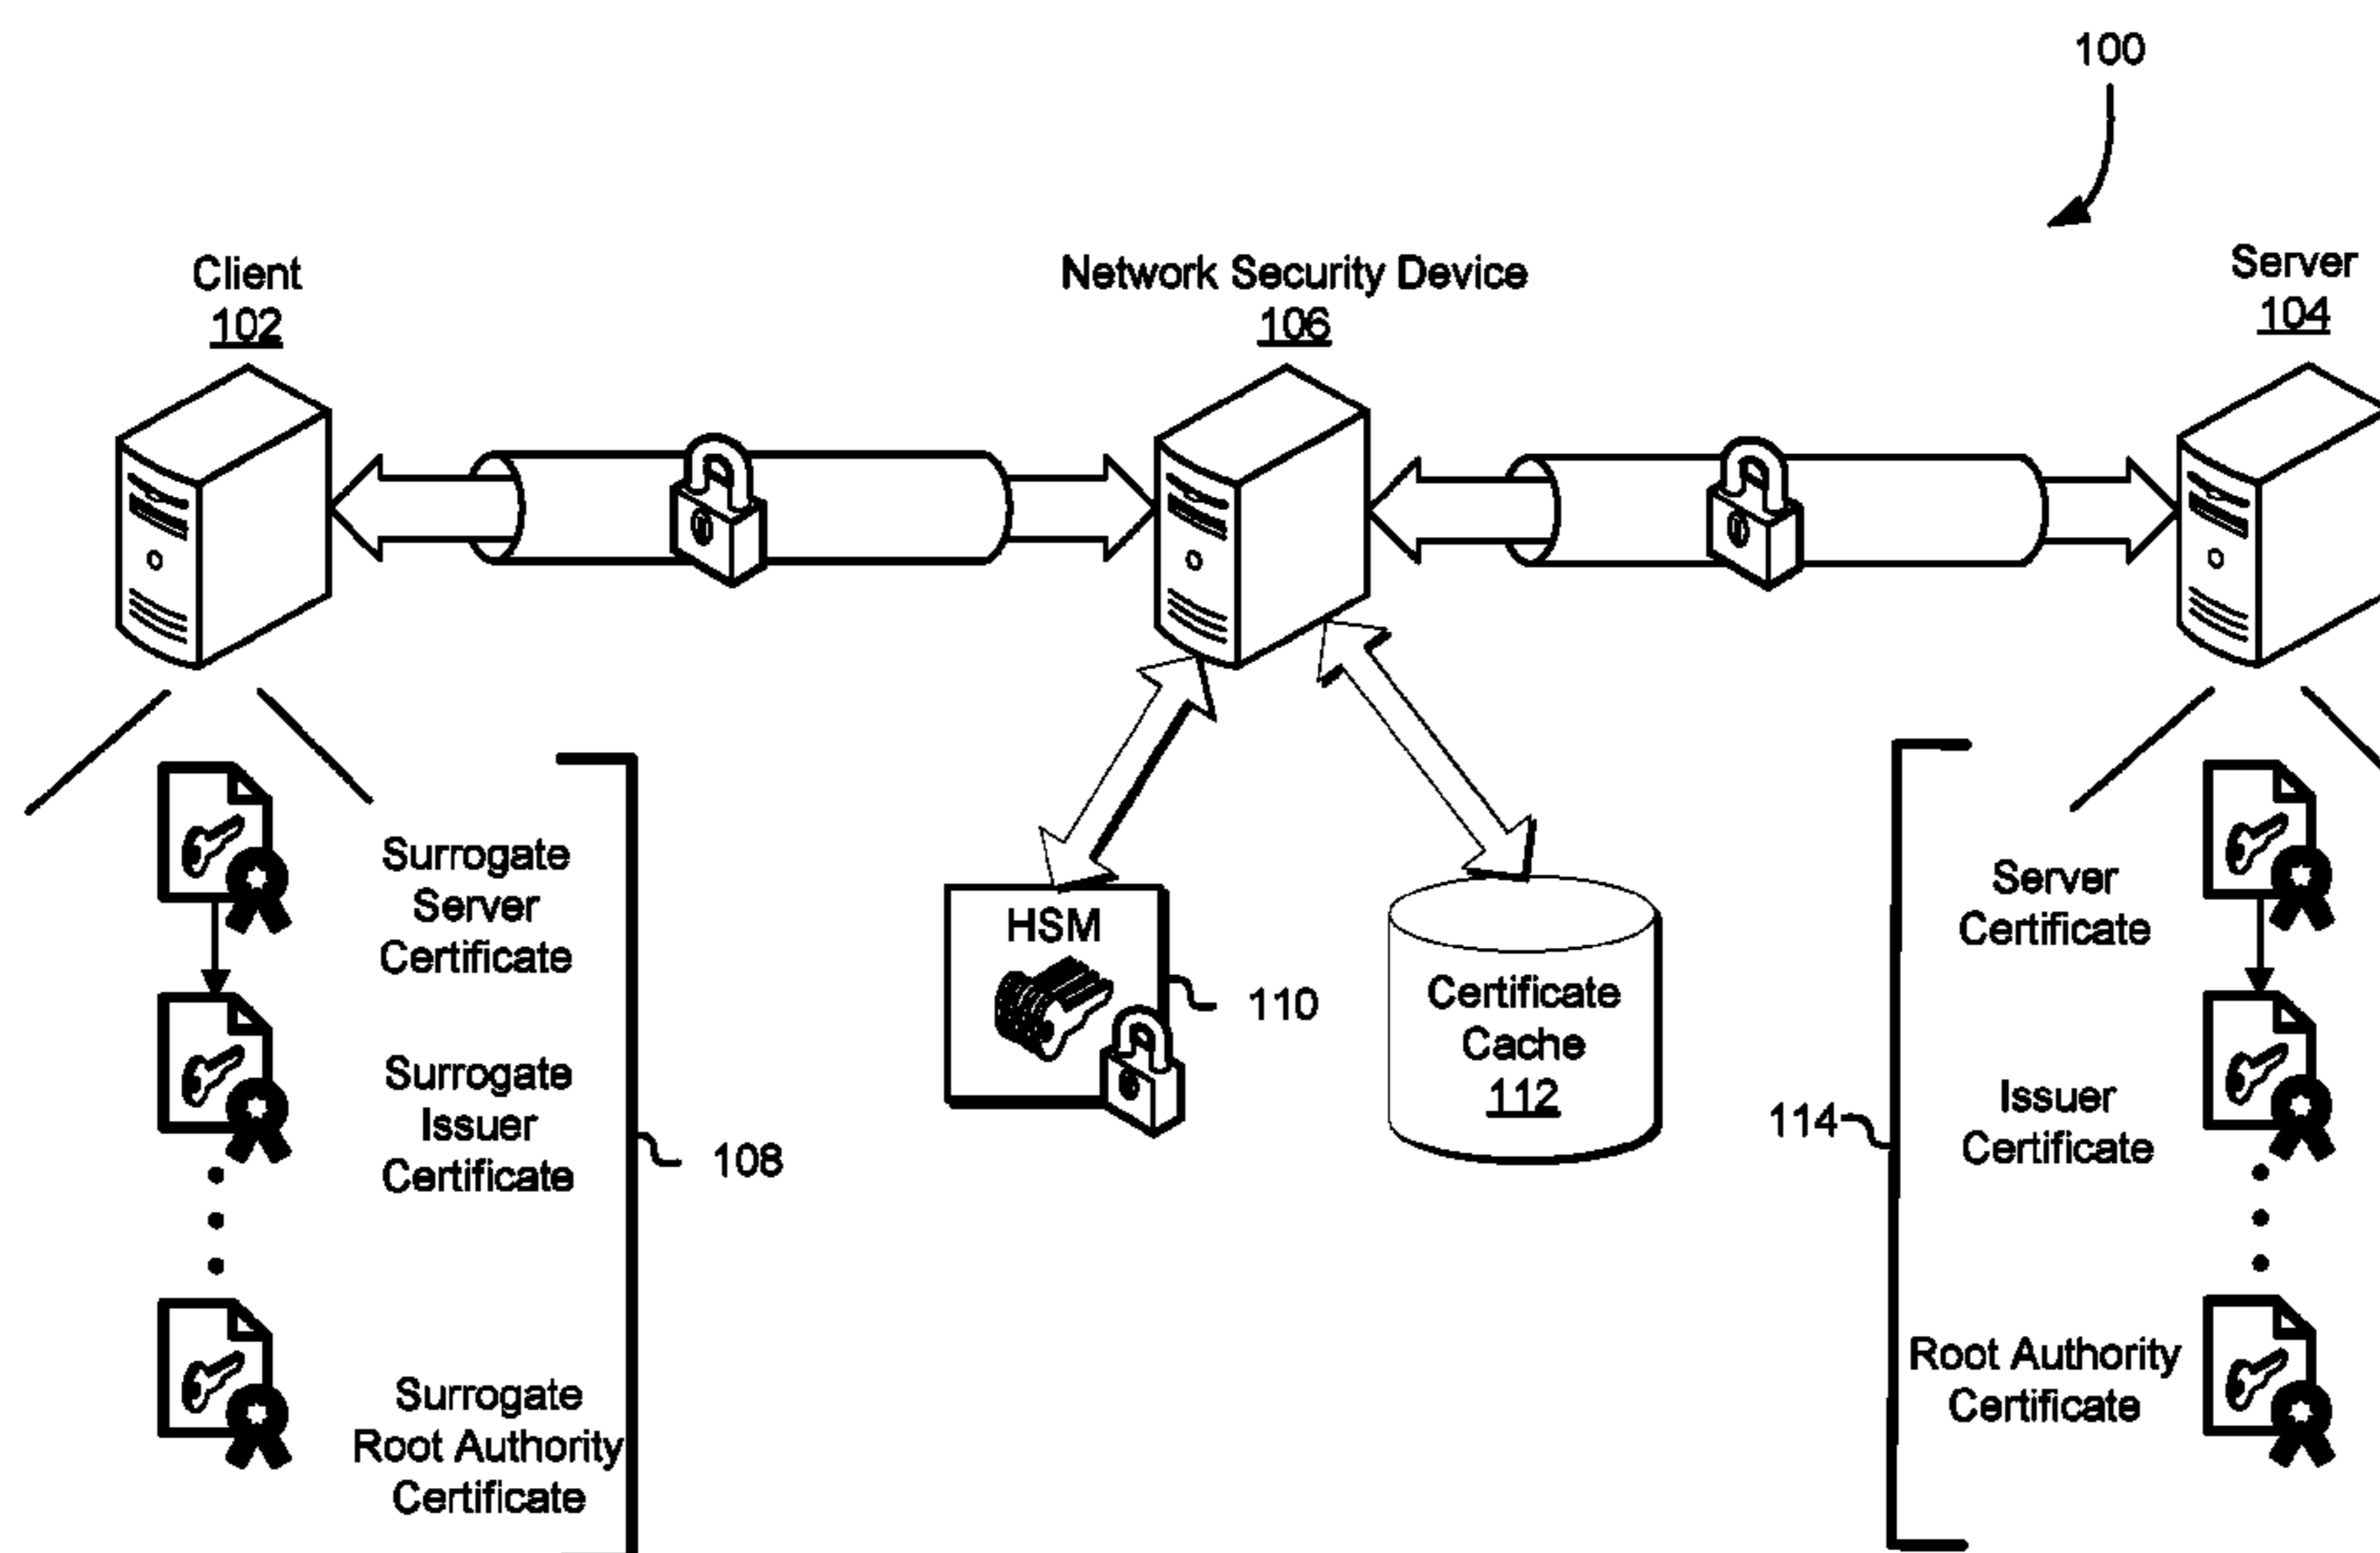 100
Client
102
Network Security Device
106
Server
104
Surrogate
Server
Certificate
Surrogate
Issuer
Certificate
Surrogate
Root Authority
Certificate
108
HSM
110
Certificate
Cache
112
114
Server
Certificate
Issuer
Certificate
Root Authority
Certificate